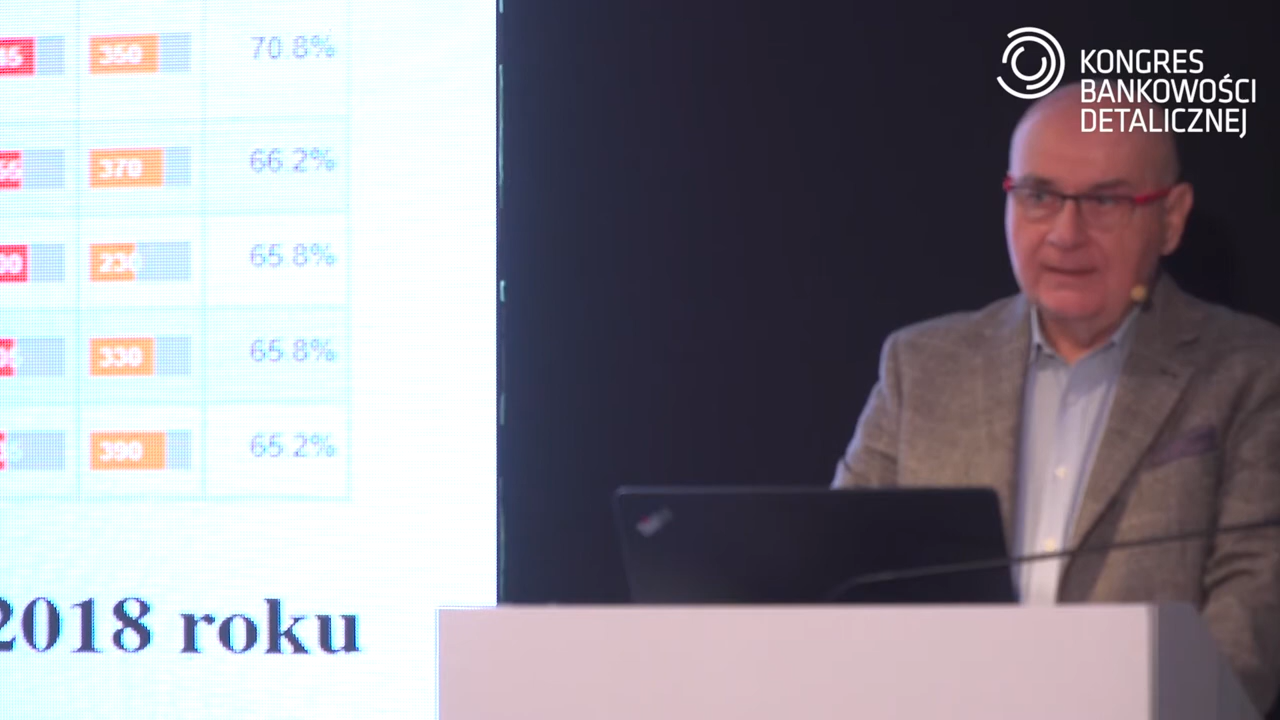 350 70.8%
370 66.2%
65.8%
330 65.8%
390 65.2%
2018 roku
KONGRES
BANKOWOŚCI
DETALICZNEJ